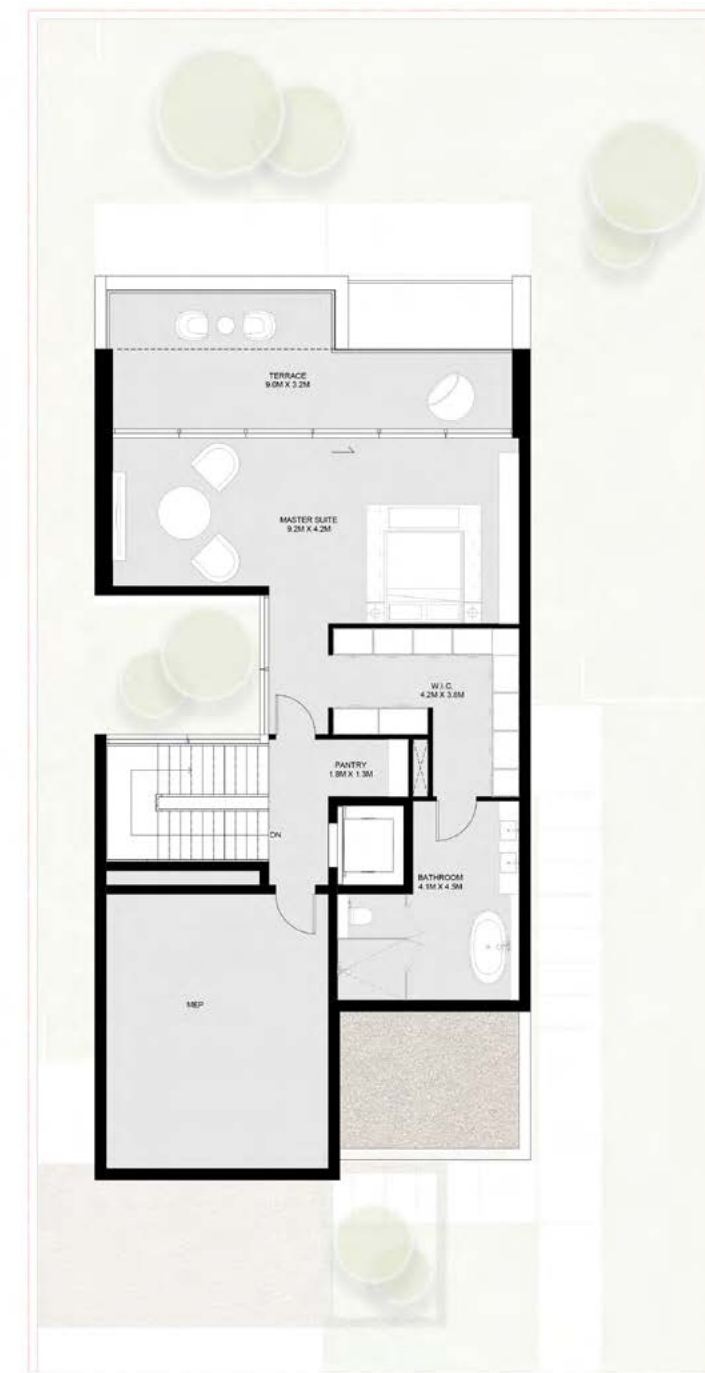 TERRACE
9.0M X 3.2M
MASTER SUITE
9.2M X 4.2M
W.I.C.
4.2M X 3.8M
PANTRY
1.8M X 1.3M
DN
BATHROOM
4.1M X 4.5M
MEP